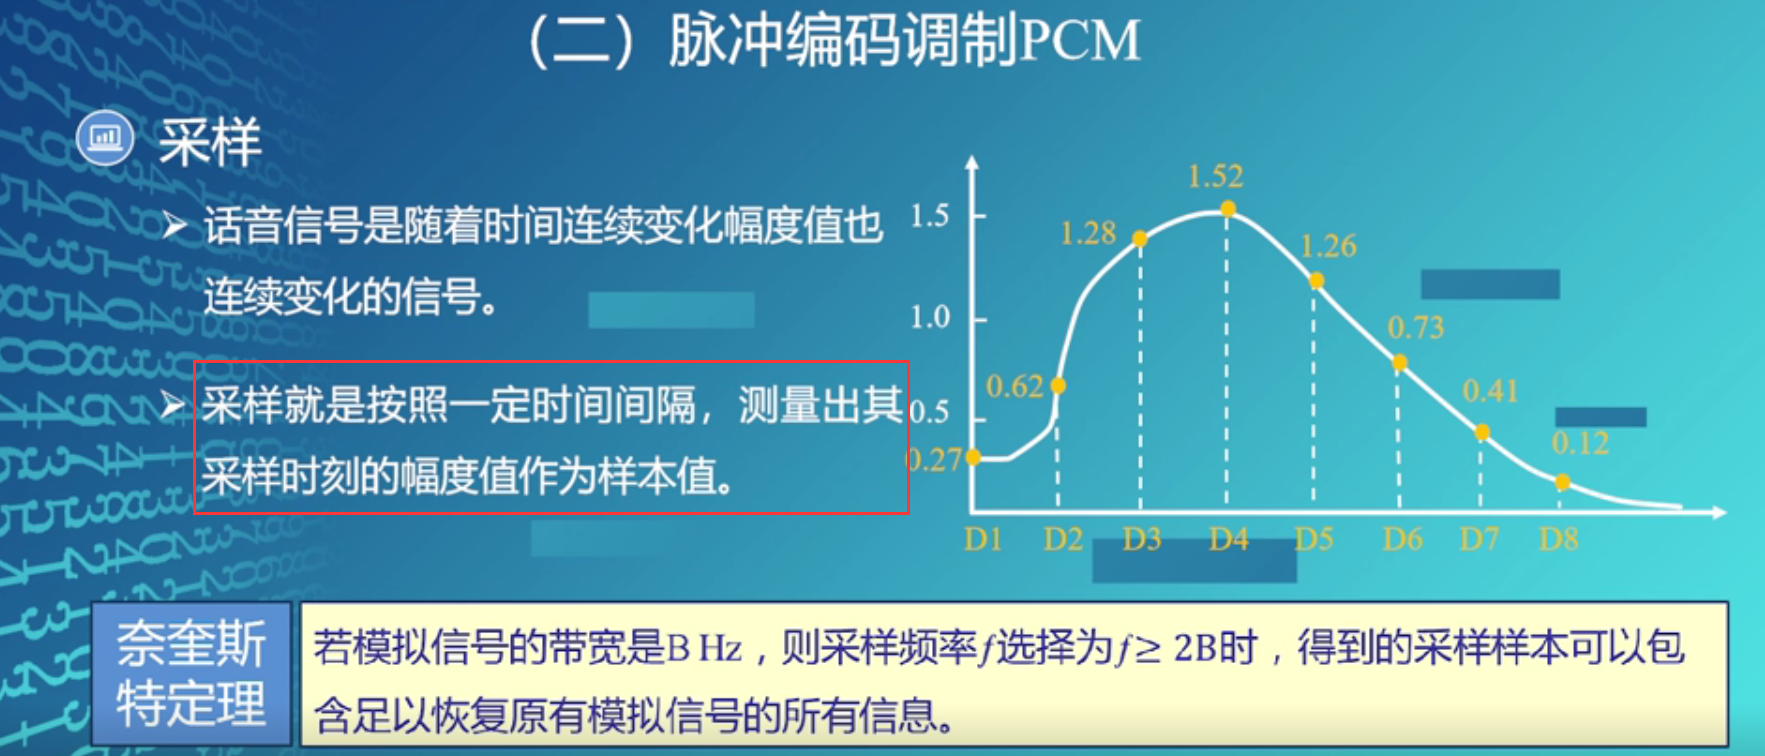 （二）脉冲编码调制PCM
采样
话音信号是随着时间连续变化幅度值也
连续变化的信号。
采样就是按照一定时间间隔，测量出其
采样时刻的幅度值作为样本值。
1.5
1.0
0.5
0.27
0.62
1.28
1.52
1.26
0.73
0.41
0.12
D1 D2 D3 D4 D5 D6 D7 D8
奈奎斯
特定理
若模拟信号的带宽是B Hz，则采样频率f选择为f≥ 2B时，得到的采样样本可以包
含足以恢复原有模拟信号的所有信息。